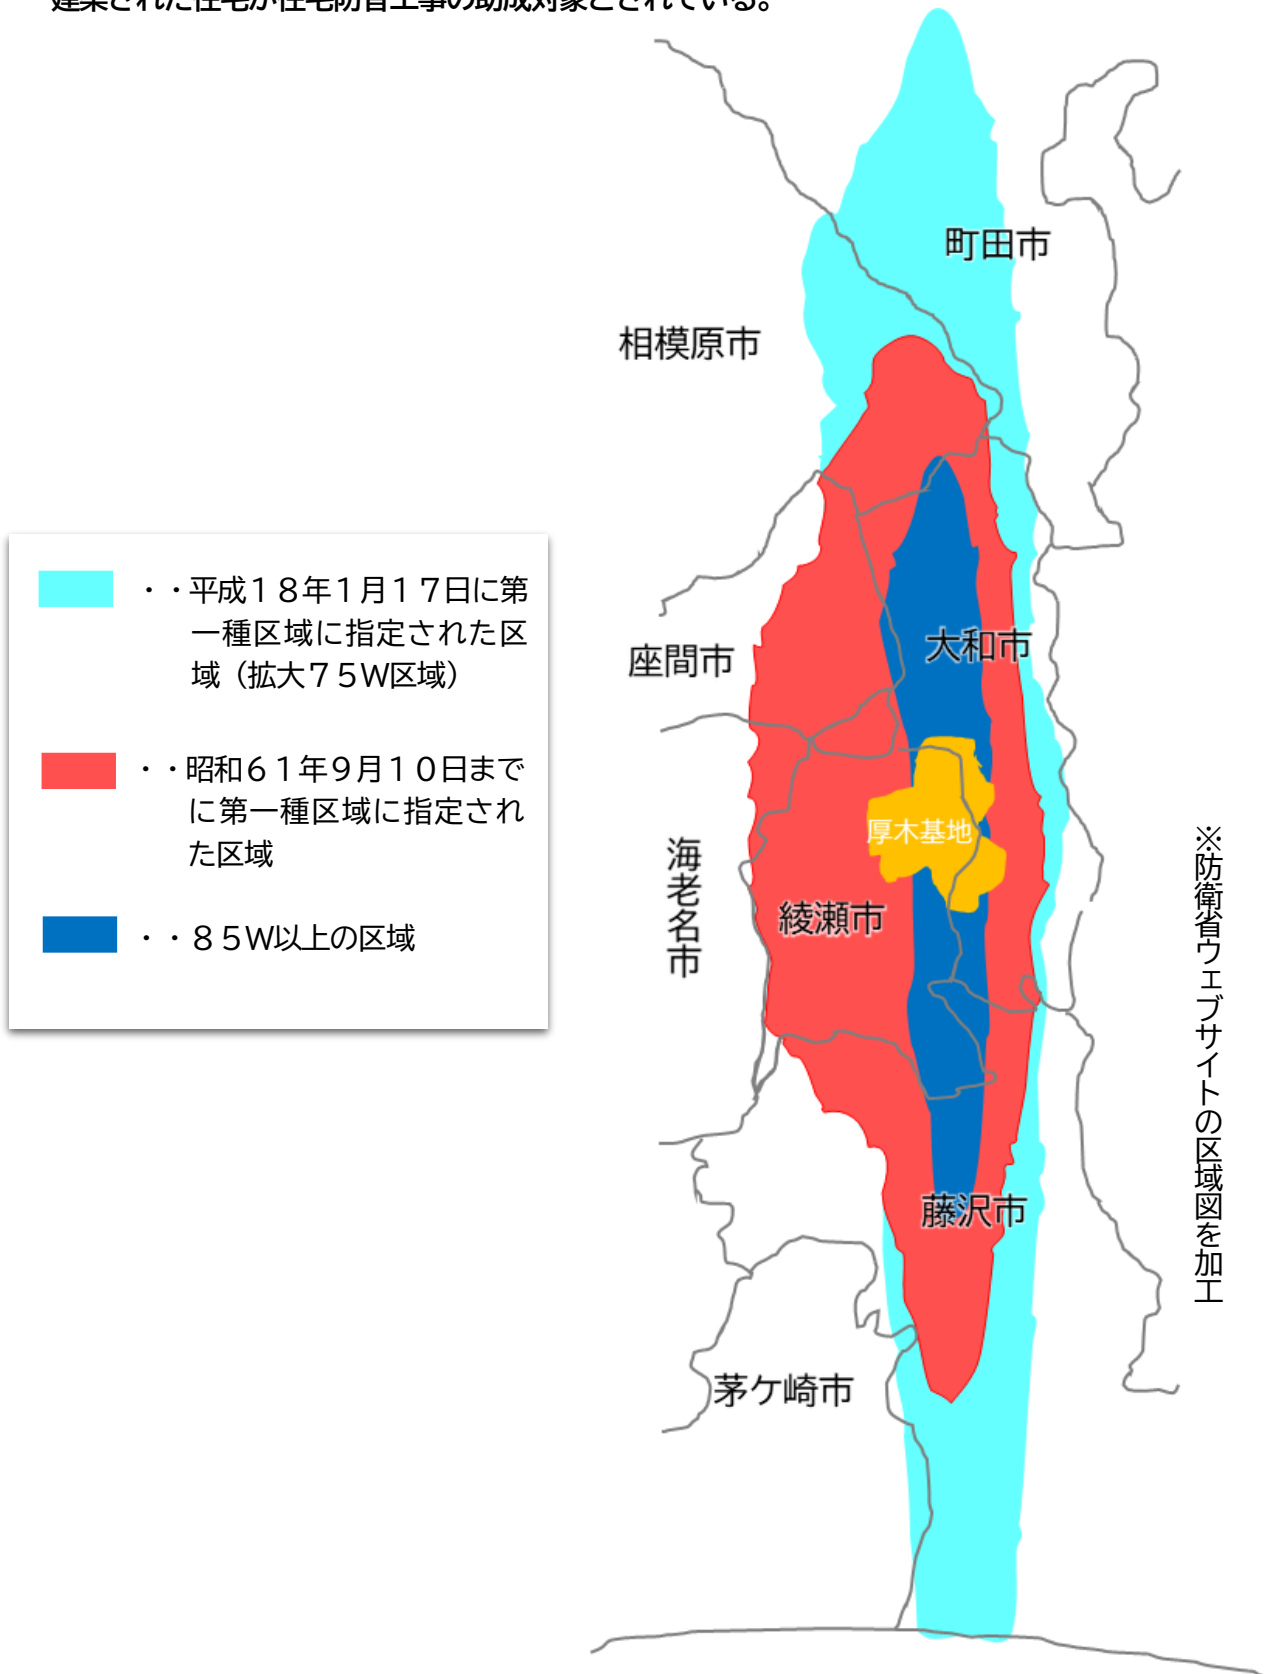 建築された住宅が住宅防音工事の助成対象とされている。
町田市
相模原市
・・平成１８年１月１７日に第
一種区域に指定された区
域（拡大７５Ｗ区域）
座間市
大和市
・・昭和６１年９月１０日まで
に第一種区域に指定され
た区域
厚木基地
海老名市
綾瀬市
・・８５Ｗ以上の区域
※防衛省ウェブサイトの区域図を加工
藤沢市
茅ケ崎市